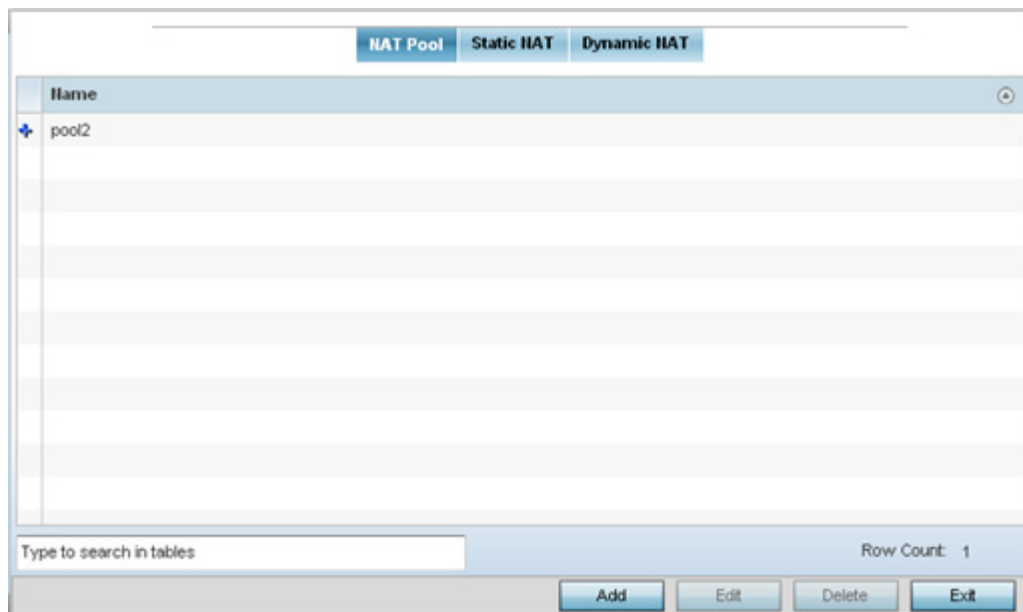 NAT Pool Static NAT Dynamic NAT
Name
pool2
Type to search in tables Row Count: 1
Add Edit Delete Exit